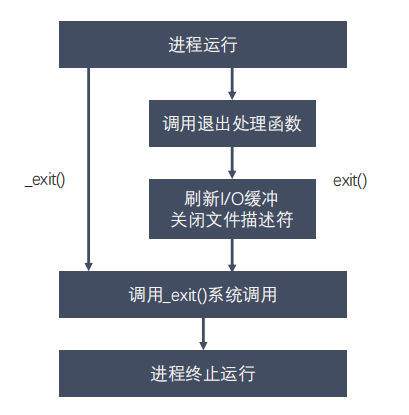 进程运行
调用退出处理函数
_exit()
刷新I/O缓冲
关闭文件描述符
exit()
调用_exit()系统调用
进程终止运行